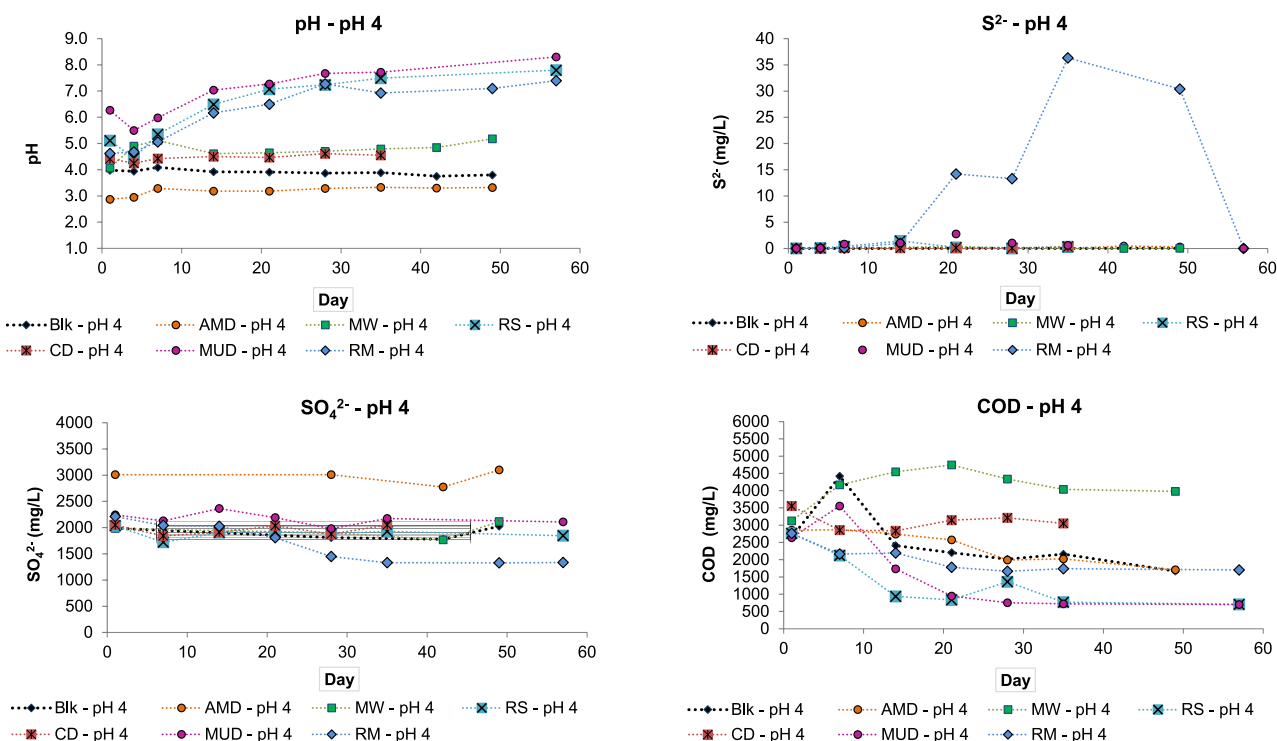 pH - pH 4
9.0
8.0
7.0
6.0
5.0
4.0
3.0
2.0
1.0
pH
0 10 20 30 40 50 60
Day
Blk - pH 4 AMD - pH 4 MW - pH 4 RS - pH 4
CD - pH 4 MUD - pH 4 RM - pH 4
S²⁻ - pH 4
40
35
30
25
20
15
10
5
0
S²⁻ (mg/L)
0 10 20 30 40 50 60
Day
Blk - pH 4 AMD - pH 4 MW - pH 4 RS - pH 4
CD - pH 4 MUD - pH 4 RM - pH 4
SO₄²⁻ - pH 4
4000
3500
3000
2500
2000
1500
1000
500
0
SO₄²⁻ (mg/L)
0 10 20 30 40 50 60
Day
Blk - pH 4 AMD - pH 4 MW - pH 4 RS - pH 4
CD - pH 4 MUD - pH 4 RM - pH 4
COD - pH 4
6000
5500
5000
4500
4000
3500
3000
2500
2000
1500
1000
500
0
COD (mg/L)
0 10 20 30 40 50 60
Day
Blk - pH 4 AMD - pH 4 MW - pH 4 RS - pH 4
CD - pH 4 MUD - pH 4 RM - pH 4